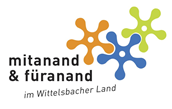 mitanand
& füranand
im Wittelsbacher Land